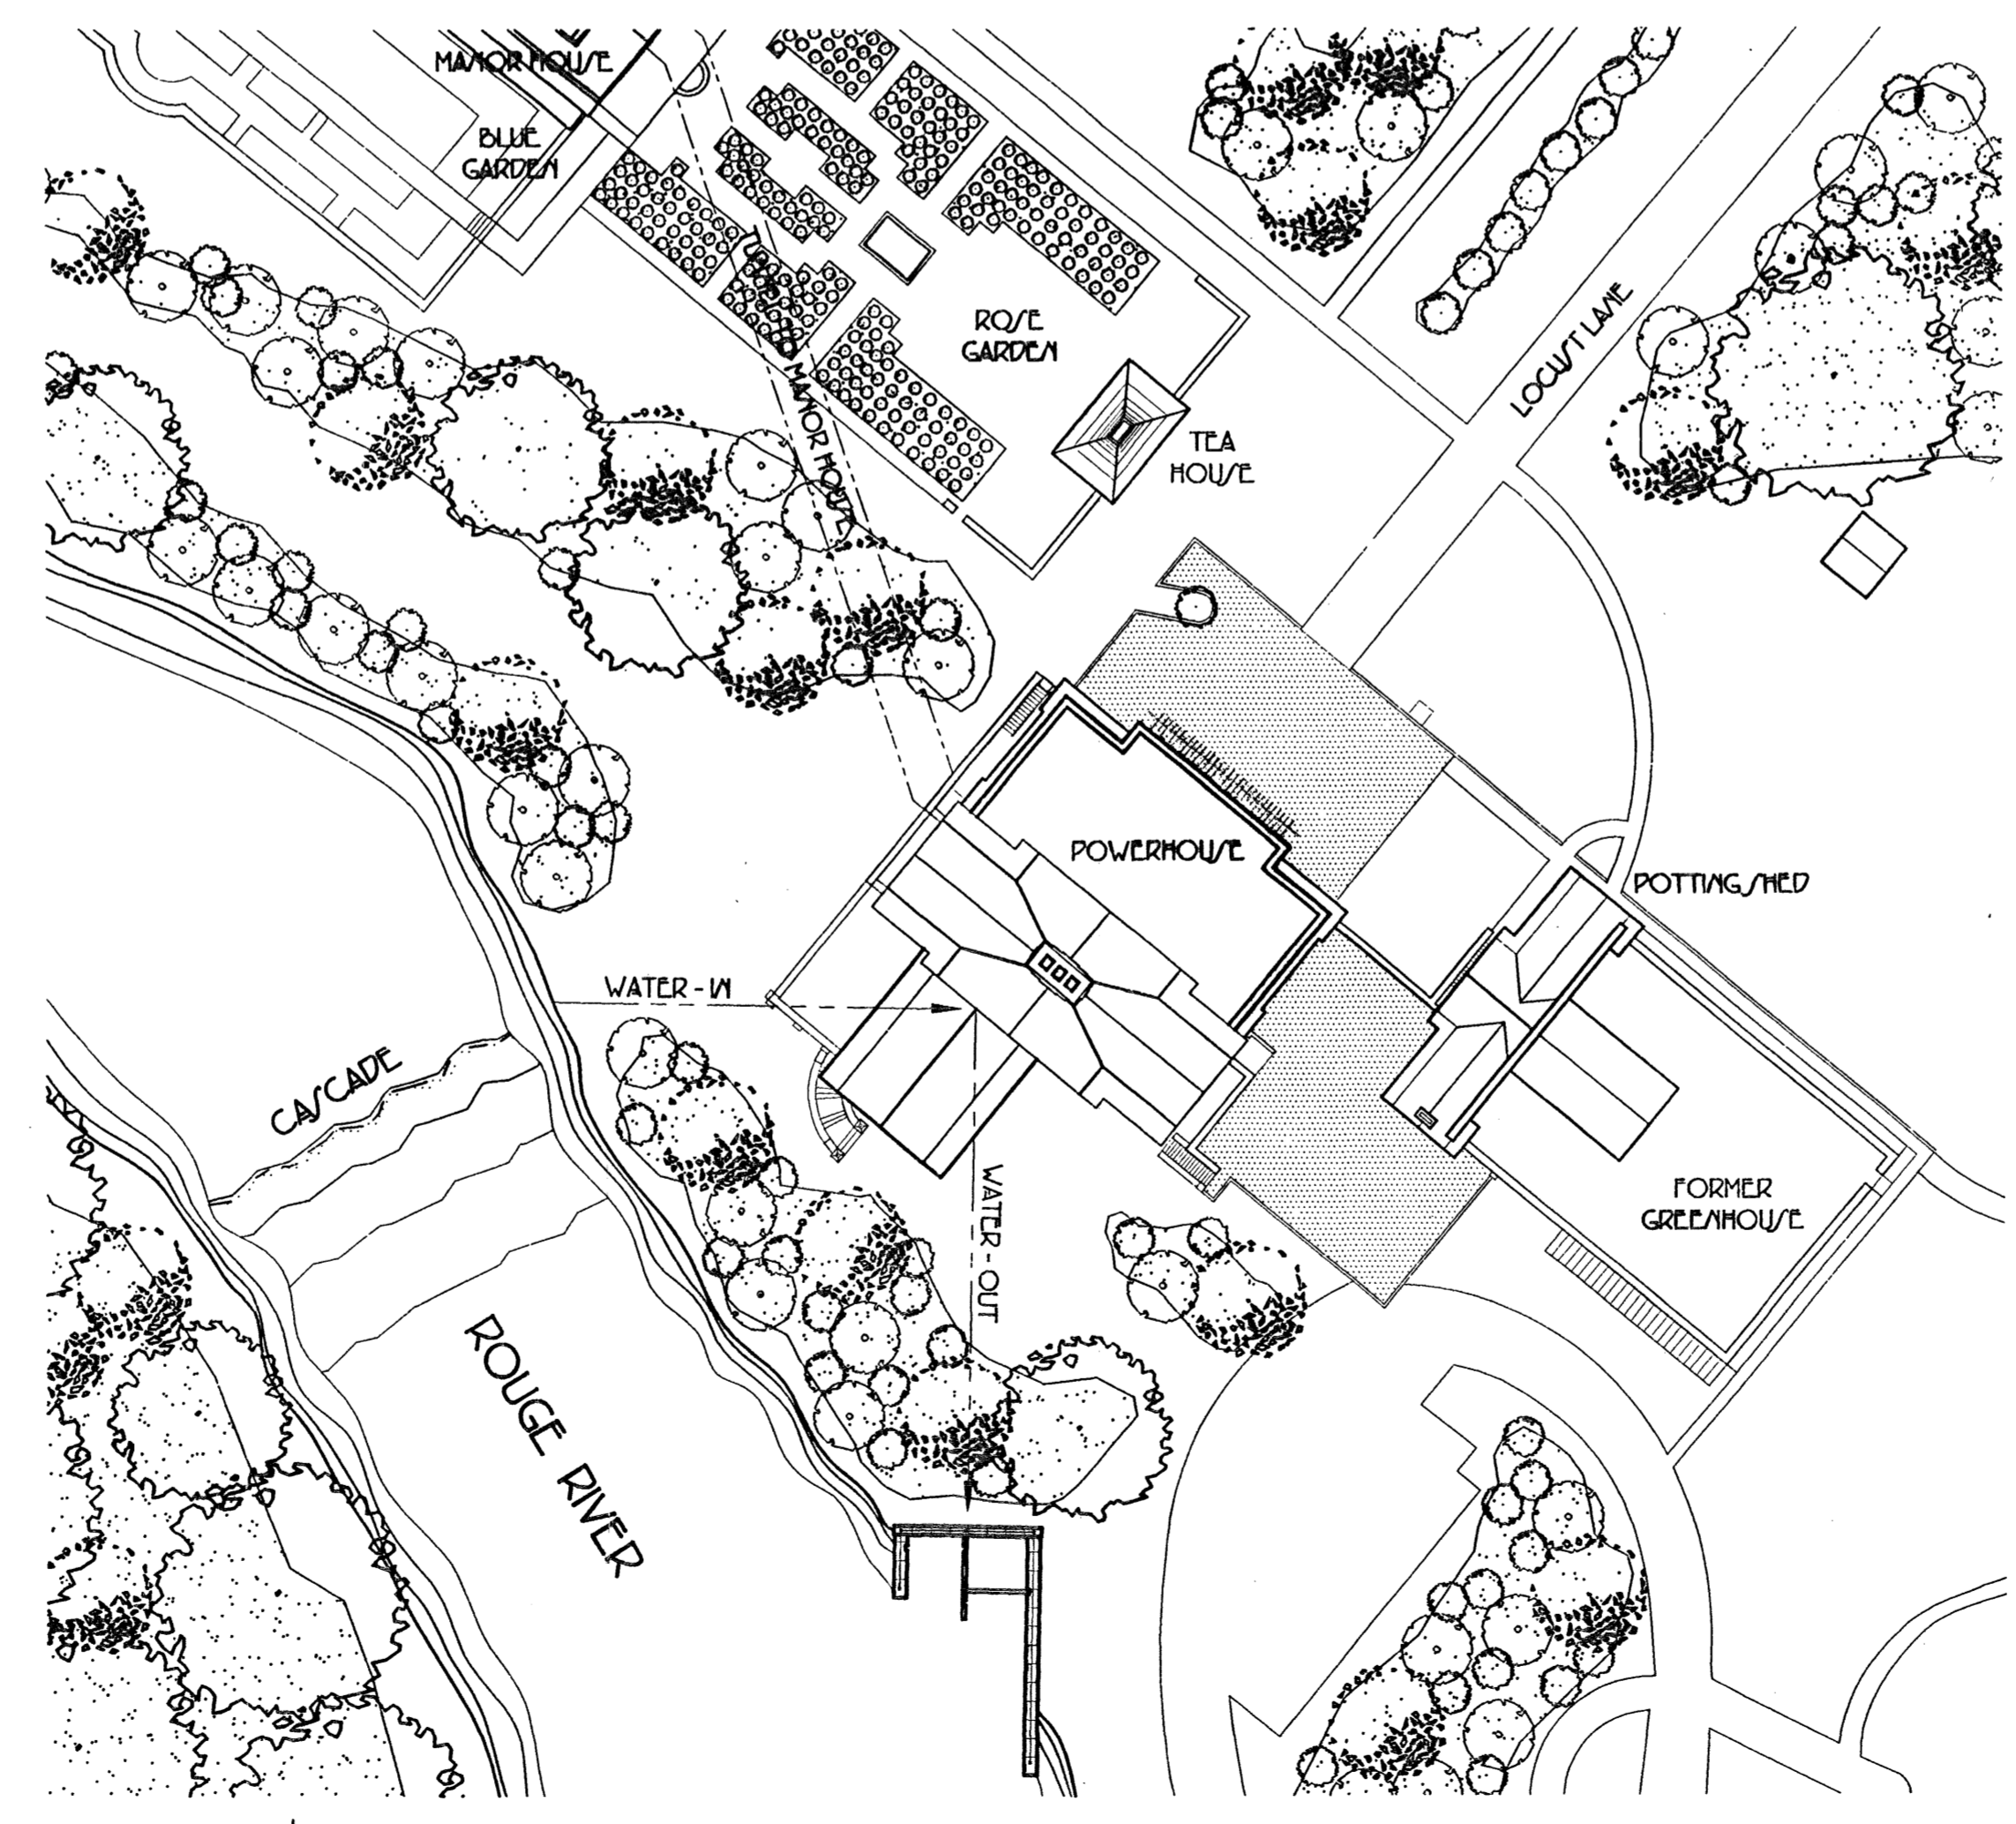 MANOR HOUSE
BLUE
GARDEN
ROSE
GARDEN
LOCUST LANE
TEA
HOUSE
MANOR HOUSE
POWERHOUSE
POTTING SHED
WATER-IN
CASCADE
WATER-OUT
FORMER
GREENHOUSE
ROUGE RIVER